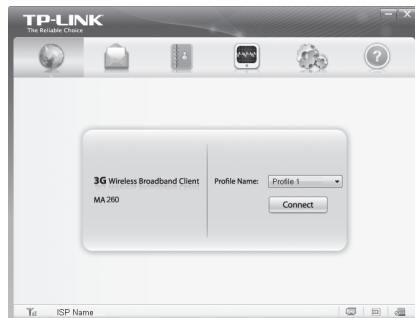 TP-LINK
The Reliable Choice
?
3G Wireless Broadband Client
MA260
Profile Name:
Profile 1
Connect
ISP Name